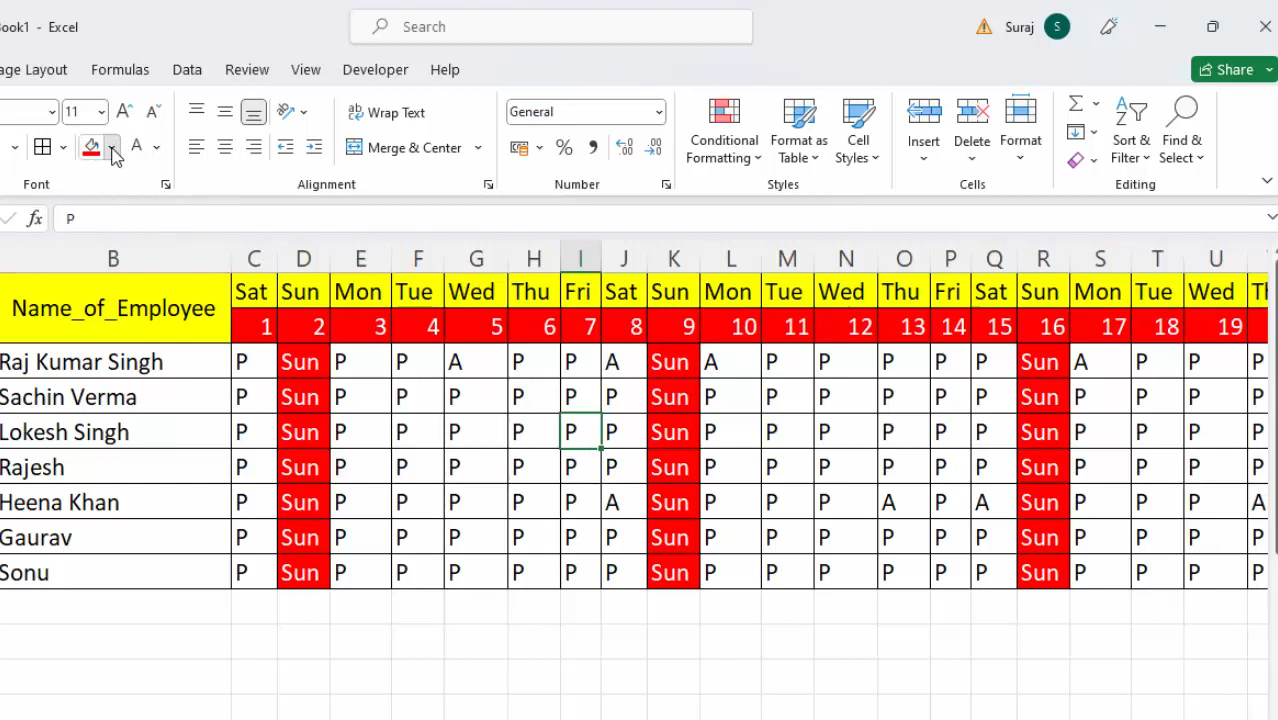 ook1 - Excel
Search
Suraj
S
age Layout Formulas Data Review View Developer Help
Share
11 A A
ab Wrap Text
General
Conditional Formatting
Format as Table
Cell Styles
Insert
Delete
Format
Sort & Filter
Find & Select
A
Merge & Center
%
Font Alignment Number Styles Cells Editing
fx P
B C D E F G H I J K L M N O P Q R S T U
Name_of_Employee Sat Sun Mon Tue Wed Thu Fri Sat Sun Mon Tue Wed Thu Fri Sat Sun Mon Tue Wed
1 2 3 4 5 6 7 8 9 10 11 12 13 14 15 16 17 18 19
Raj Kumar Singh P Sun P P A P P A Sun A P P P P P Sun A P P P
Sachin Verma P Sun P P P P P P Sun P P P P P P Sun P P P P
Lokesh Singh P Sun P P P P P P Sun P P P P P P Sun P P P P
Rajesh P Sun P P P P P P Sun P P P P P P Sun P P P P
Heena Khan P Sun P P P P P A Sun P P P A P A Sun P P P A
Gaurav P Sun P P P P P P Sun P P P P P P Sun P P P P
Sonu P Sun P P P P P P Sun P P P P P P Sun P P P P